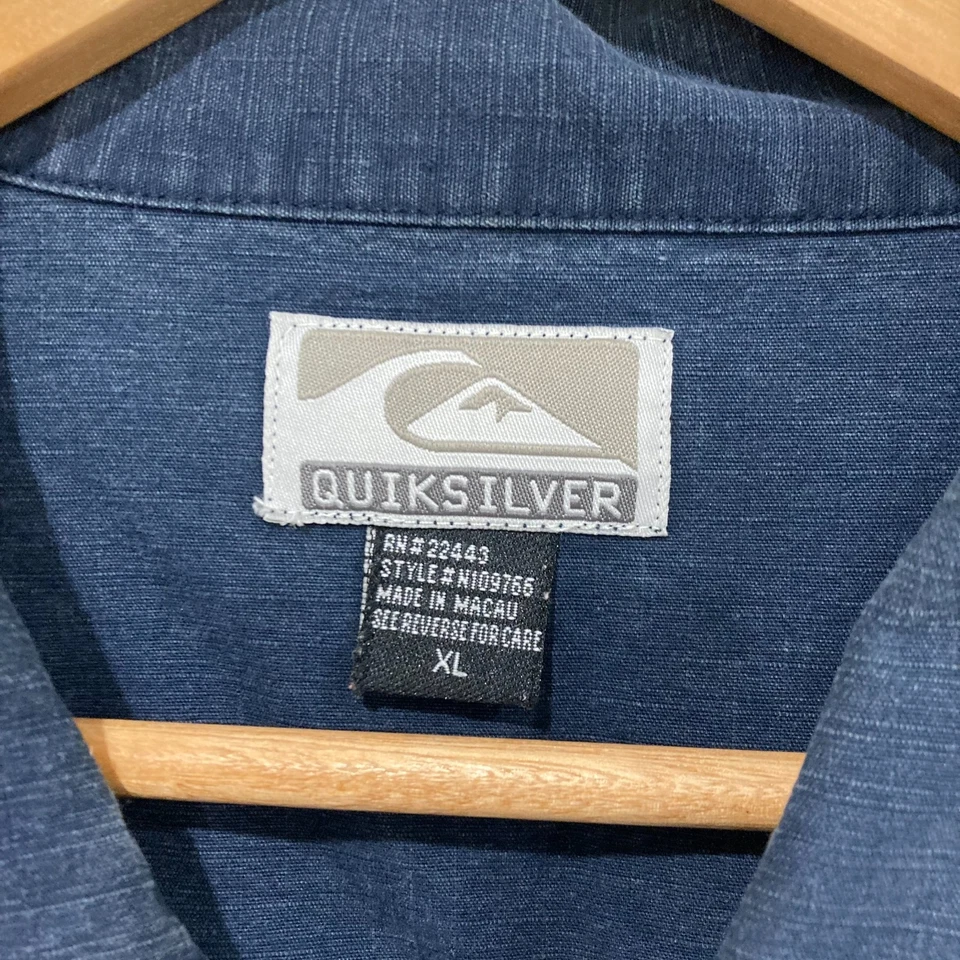 QUIKSILVER
RN#22443
STYLE#N109766
MADE IN MACAU
SEE REVERSE FOR CARE
XL